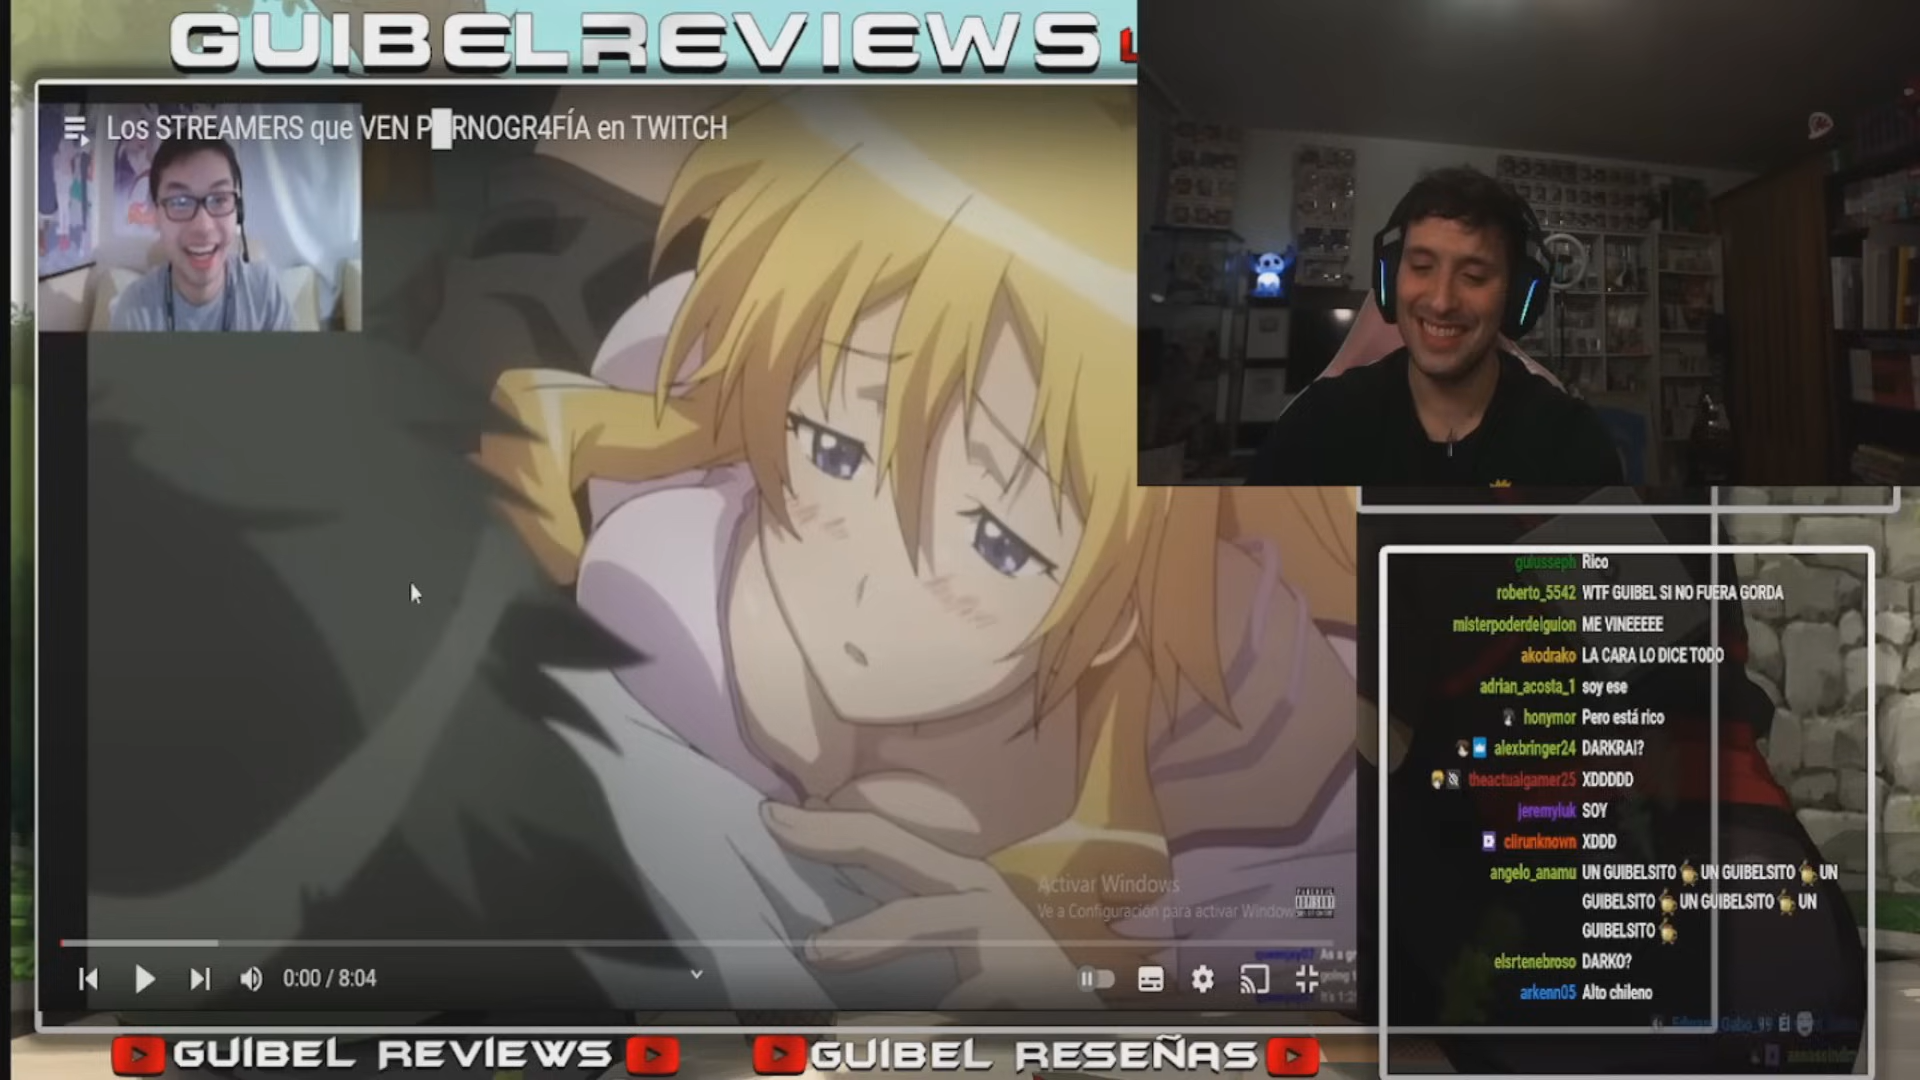 GUIBELREVIEWS
Los STREAMERS que VEN P█RNOGR4FÍA en TWITCH
guiusseph Rico
roberto_5542 WTF GUIBEL SI NO FUERA GORDA
misterpoderdelguion ME VINEEEEE
akodrako LA CARA LO DICE TODO
adrian_acosta_1 soy ese
honymor Pero está rico
alexbringer24 DARKRAI?
theactualgamer25 XDDDDD
jeremyluk SOY
ciirunknown XDDD
angelo_anamu UN GUIBELSITO UN GUIBELSITO UN
GUIBELSITO UN GUIBELSITO UN
GUIBELSITO
elsrtenebroso DARKO?
arkenn05 Alto chileno
Activar Windows
Ve a Configuración para activar Windows
0:00 / 8:04
GUIBEL REVIEWS
GUIBEL RESEÑAS